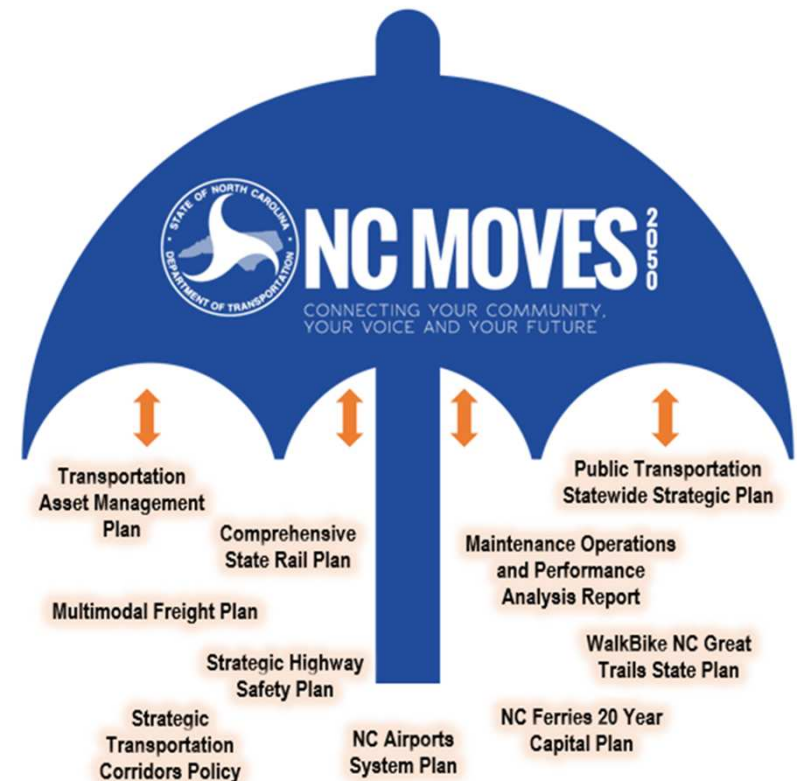 STATE OF NORTH CAROLINA
DEPARTMENT OF TRANSPORTATION
NC MOVES 2050
CONNECTING YOUR COMMUNITY,
YOUR VOICE AND YOUR FUTURE
Transportation
Asset Management
Plan
Comprehensive
State Rail Plan
Multimodal Freight Plan
Strategic Highway
Safety Plan
Strategic
Transportation
Corridors Policy
NC Airports
System Plan
Public Transportation
Statewide Strategic Plan
Maintenance Operations
and Performance
Analysis Report
WalkBike NC Great
Trails State Plan
NC Ferries 20 Year
Capital Plan